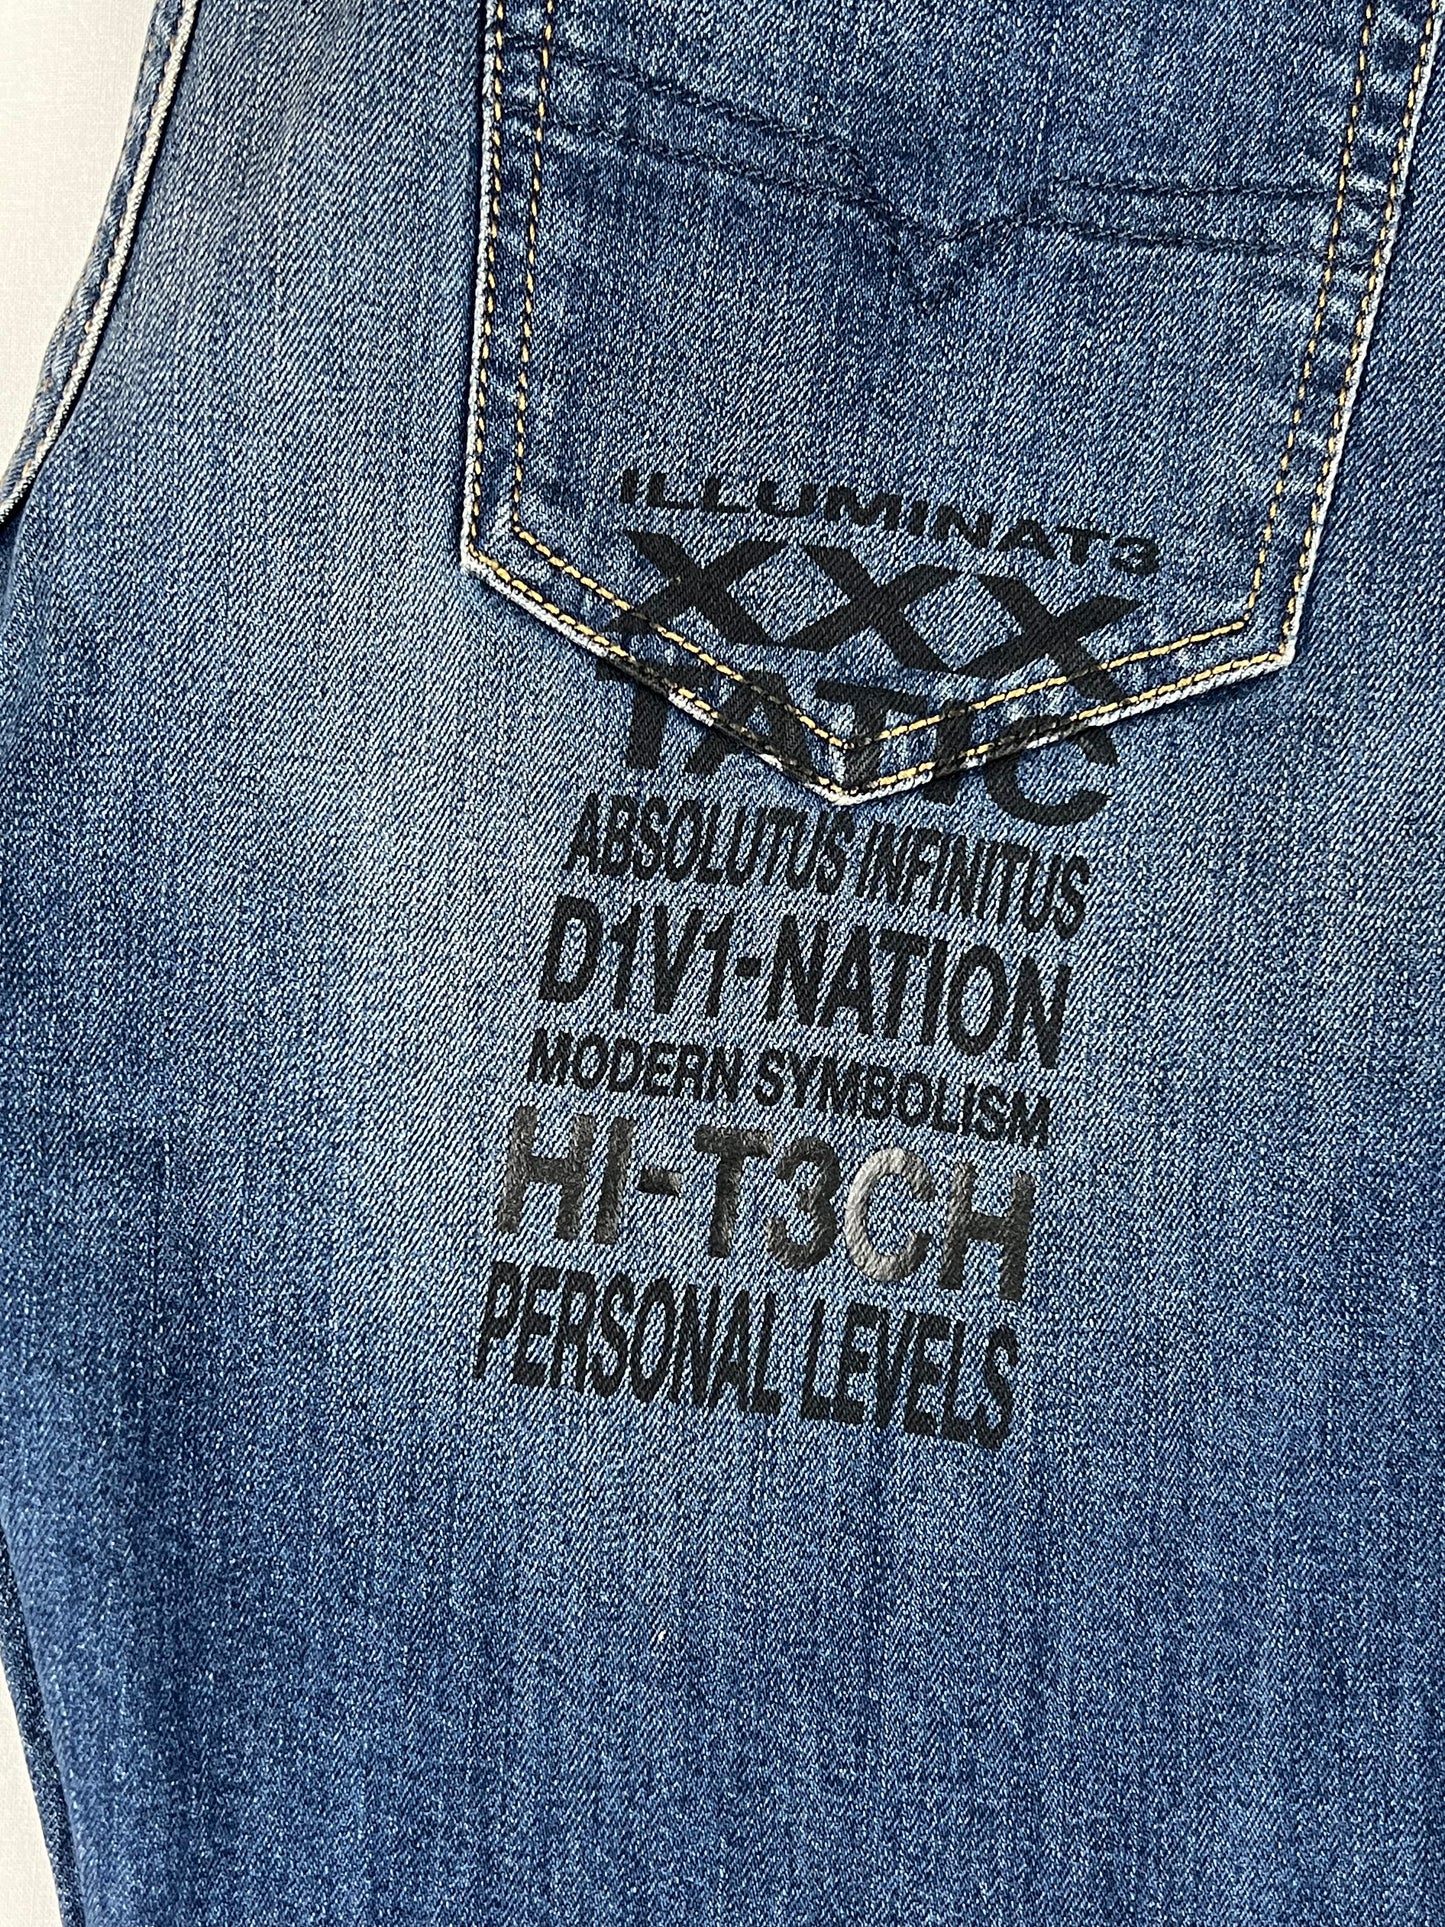 ILLUMINAT3
XXX
TATIC
ABSOLUTUS INFINITUS
D1V1-NATION
MODERN SYMBOLISM
HI-T3CH
PERSONAL LEVELS